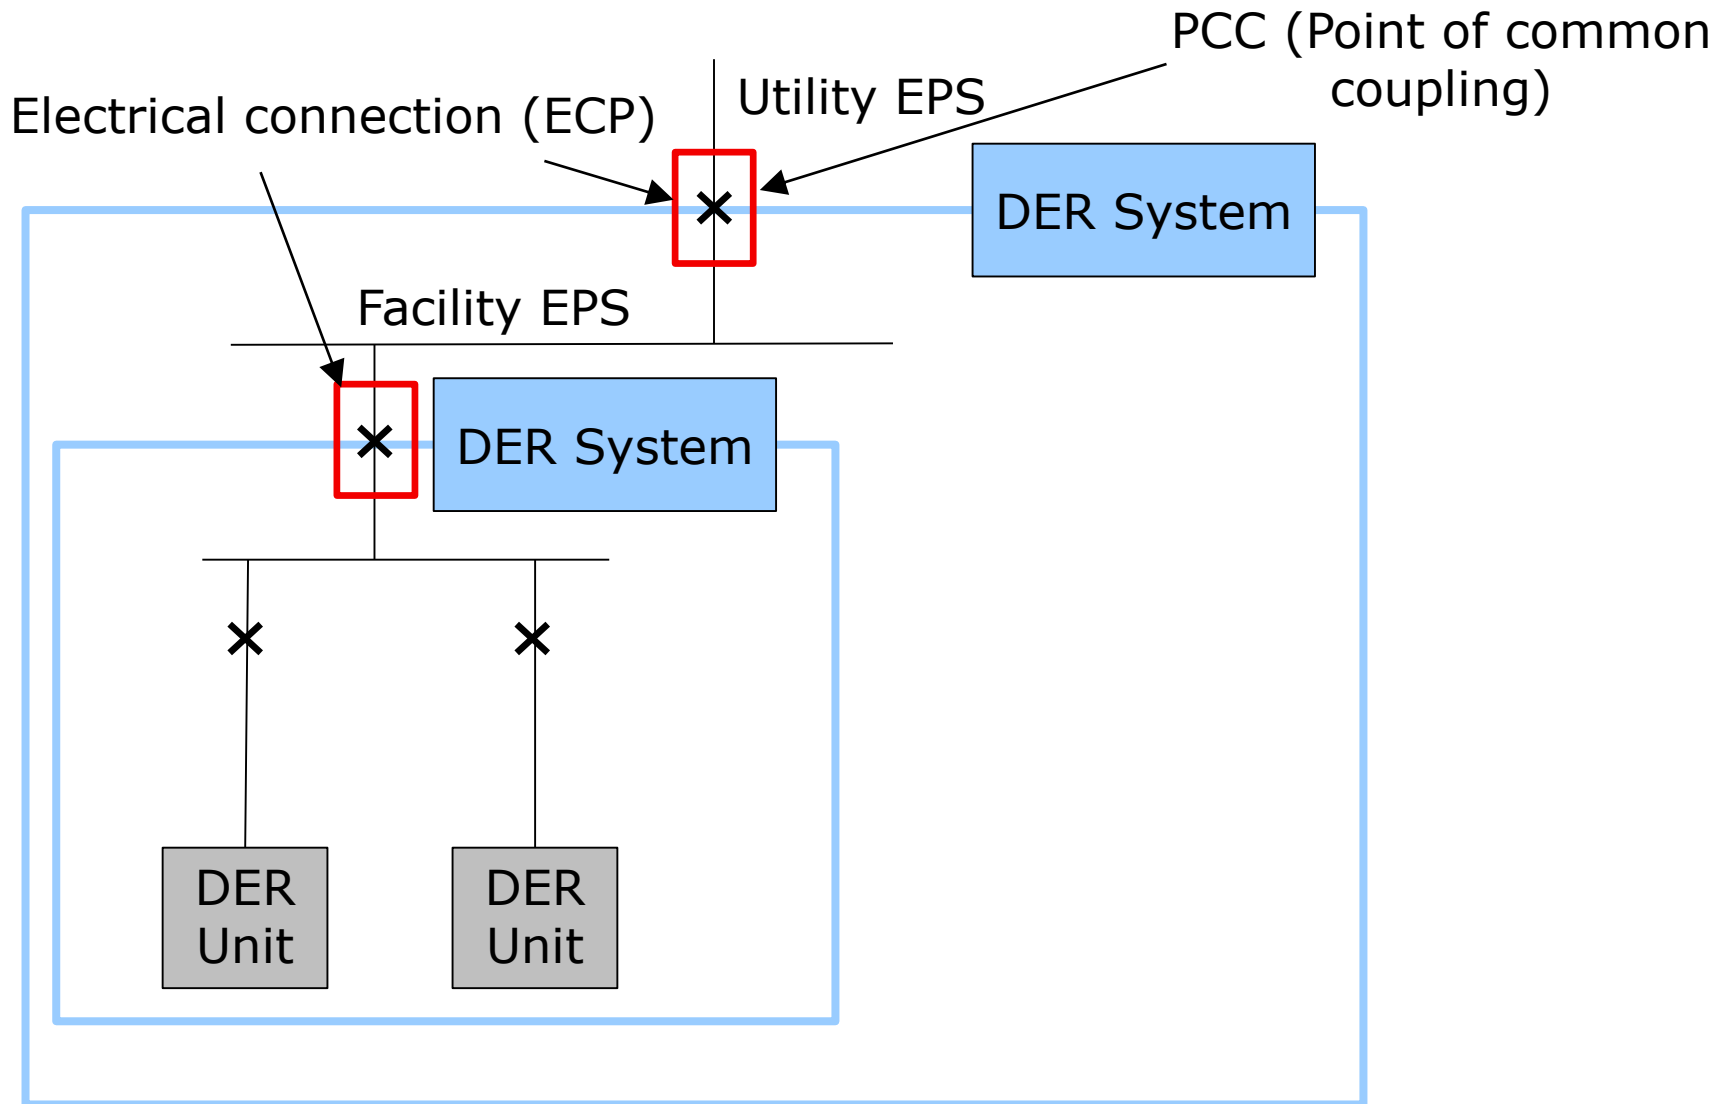 PCC (Point of common
coupling)
Utility EPS
Electrical connection (ECP)
DER System
Facility EPS
DER System
DER
Unit
DER
Unit